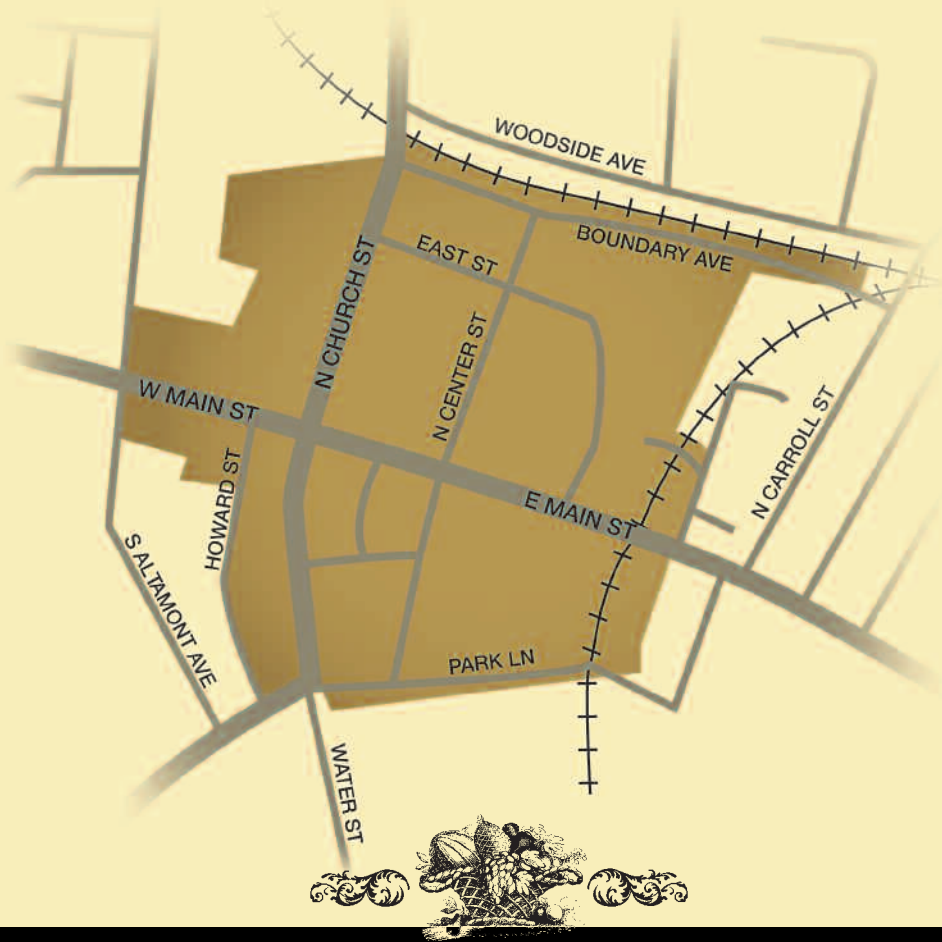 WOODSIDE AVE
BOUNDARY AVE
EAST ST
N CHURCH ST
N CENTER ST
W MAIN ST
E MAIN ST
N CARROLL ST
HOWARD ST
S ALTAMONT AVE
PARK LN
WATER ST